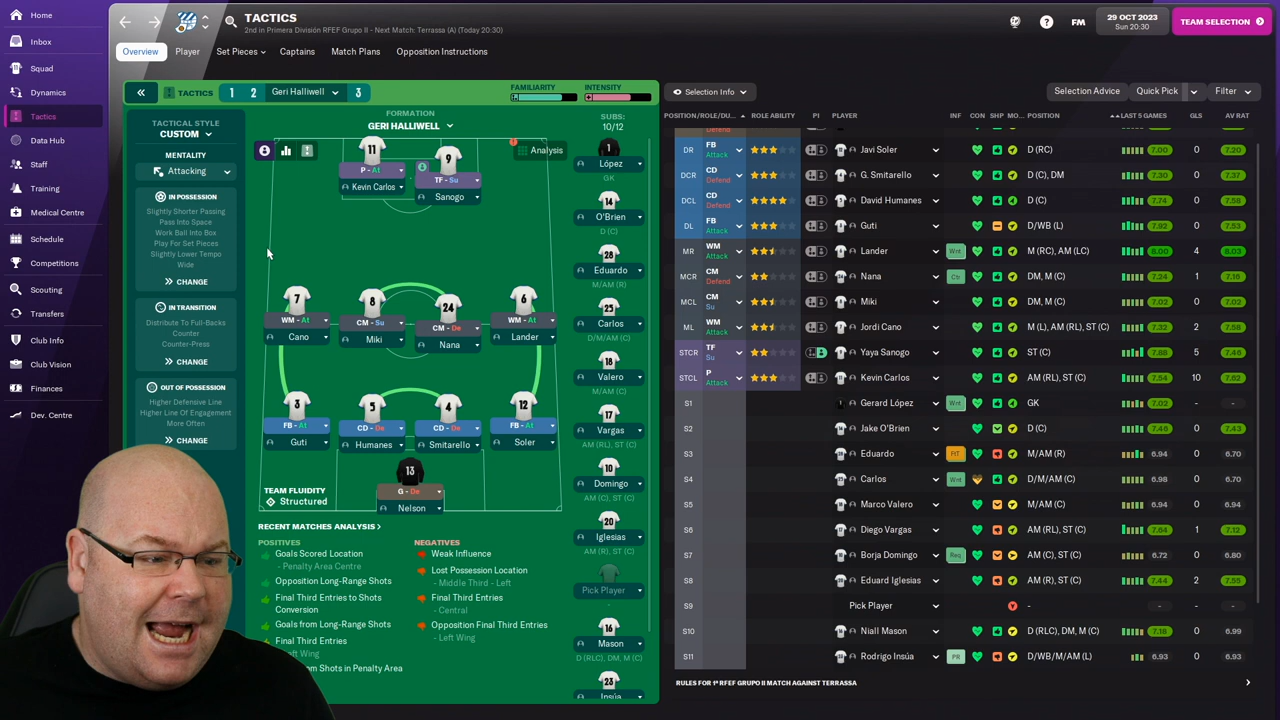 Home
Inbox
Squad
Dynamics
Tactics
Data Hub
Staff
Training
Medical Centre
Schedule
Competitions
Scouting
Transfers
Club Info
Club Vision
Finances
Dev. Centre
TACTICS
2nd in Primera División RFEF Grupo II - Next Match: Terrassa (A) (Today 20:30)
FM
29 OCT 2023
Sun 20:30
TEAM SELECTION
Overview Player Set Pieces Captains Match Plans Opposition Instructions
TACTICS 1 2 Geri Halliwell 3
FAMILIARITY INTENSITY
TACTICAL STYLE
CUSTOM
MENTALITY
Attacking
IN POSSESSION
Slightly Shorter Passing
Pass Into Space
Work Ball Into Box
Play For Set Pieces
Slightly Lower Tempo
Wide
CHANGE
IN TRANSITION
Distribute To Full-Backs
Counter
Counter-Press
CHANGE
OUT OF POSSESSION
Higher Defensive Line
Higher Line of Engagement
More Often
CHANGE
FORMATION
GERI HALLIWELL
Analysis
11
P - At
Kevin Carlos
9
TF - Su
Sanogo
7
WM - At
Cano
8
CM - Su
Miki
24
CM - De
Nana
6
WM - At
Lander
3
FB - At
Guti
5
CD - De
Humanes
4
CD - De
Smitarello
12
FB - At
Soler
13
G - De
Nelson
TEAM FLUIDITY
Structured
RECENT MATCHES ANALYSIS
POSITIVES
Goals Scored Location
- Penalty Area Centre
Opposition Long-Range Shots
Final Third Entries to Shots
Conversion
Goals from Long-Range Shots
Final Third Entries
Left Wing
Shots in Penalty Area
NEGATIVES
Weak Influence
Lost Possession Location
- Middle Third - Left
Final Third Entries
- Central
Opposition Final Third Entries
- Left Wing
SUBS:
10/12
1
López
GK
14
O'Brien
D (C)
28
Eduardo
M/AM (R)
25
Carlos
D/M/AM (C)
18
Valero
M/AM (C)
17
Vargas
AM (RL), ST (C)
10
Domingo
AM (C), ST (C)
20
Iglesias
AM (R), ST (C)
Pick Player
-
16
Mason
D (RLC), DM, M (C)
23
Insúa
Selection Info
Selection Advice Quick Pick Filter
POSITION/ROLE/DU... ROLE ABILITY PI PLAYER INF CON SHP MO... POSITION LAST 5 GAMES GLS AV RAT
Defend
DR FB Attack Javi Soler D (RC) 7.00 0 7.20
DCR CD Defend G. Smitarello D (C), DM 7.30 0 7.37
DCL CD Defend David Humanes D (C) 7.74 0 7.58
DL FB Attack Guti D/WB (L) 7.92 0 7.53
MR WM Attack Lander Wnt M (RC), AM (LC) 8.00 4 8.03
MCR CM Defend Nana Ctr DM, M (C) 7.24 1 7.16
MCL CM Su Miki DM, M (C) 7.02 0 7.02
ML WM Attack Jordi Cano M (L), AM (RL), ST (C) 7.32 2 7.58
STCR TF Su Yaya Sanogo ST (C) 7.88 5 7.46
STCL P Attack Kevin Carlos AM (RL), ST (C) 7.54 10 7.62
S1 Gerard López Wnt GK 7.02 - -
S2 Jake O'Brien D (C) 7.46 0 7.43
S3 Eduardo M/AM (R) 6.94 0 6.70
S4 Carlos Wnt D/M/AM (C) 6.98 0 6.70
S5 Marco Valero M/AM (C) 6.94 0 6.94
S6 Diego Vargas AM (RL), ST (C) 7.64 1 7.12
S7 Borja Domingo Req AM (C), ST (C) 6.72 0 6.80
S8 Eduard Iglesias AM (R), ST (C) 7.44 2 7.55
S9 Pick Player - - - -
S10 Niall Mason D (RLC), DM, M (C) 7.18 0 6.99
S11 Rodrigo Insúa PR D/WB/M/AM (L) 6.93 0 6.93
RULES FOR 1ª RFEF GRUPO II MATCH AGAINST TERRASSA